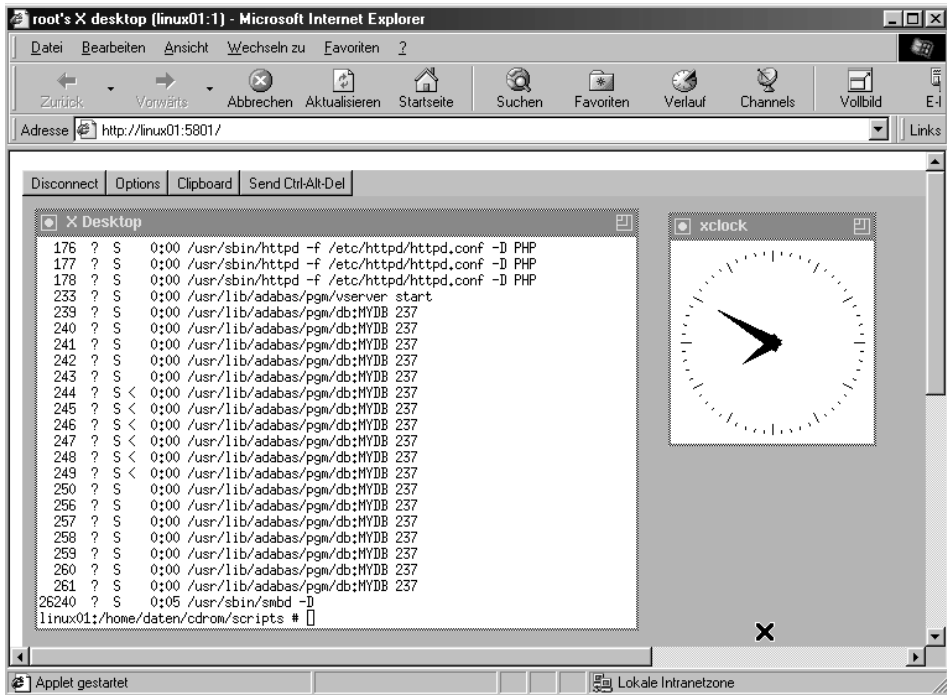 root's X desktop (linux01:1) - Microsoft Internet Explorer
Datei Bearbeiten Ansicht Wechseln zu Favoriten ?
Zurück Vorwärts Abbrechen Aktualisieren Startseite Suchen Favoriten Verlauf Channels Vollbild E-
Adresse http://linux01:5801/ Links
Disconnect Options Clipboard Send Ctrl-Alt-Del
X Desktop
176 ? S 0:00 /usr/sbin/httpd -f /etc/httpd/httpd.conf -D PHP
177 ? S 0:00 /usr/sbin/httpd -f /etc/httpd/httpd.conf -D PHP
178 ? S 0:00 /usr/sbin/httpd -f /etc/httpd/httpd.conf -D PHP
233 ? S 0:00 /usr/lib/adabas/pgm/vserver start
239 ? S 0:00 /usr/lib/adabas/pgm/db:MYDB 237
240 ? S 0:00 /usr/lib/adabas/pgm/db:MYDB 237
241 ? S 0:00 /usr/lib/adabas/pgm/db:MYDB 237
242 ? S 0:00 /usr/lib/adabas/pgm/db:MYDB 237
243 ? S 0:00 /usr/lib/adabas/pgm/db:MYDB 237
244 ? S < 0:00 /usr/lib/adabas/pgm/db:MYDB 237
245 ? S < 0:00 /usr/lib/adabas/pgm/db:MYDB 237
246 ? S < 0:00 /usr/lib/adabas/pgm/db:MYDB 237
247 ? S < 0:00 /usr/lib/adabas/pgm/db:MYDB 237
248 ? S < 0:00 /usr/lib/adabas/pgm/db:MYDB 237
249 ? S < 0:00 /usr/lib/adabas/pgm/db:MYDB 237
250 ? S 0:00 /usr/lib/adabas/pgm/db:MYDB 237
256 ? S 0:00 /usr/lib/adabas/pgm/db:MYDB 237
257 ? S 0:00 /usr/lib/adabas/pgm/db:MYDB 237
258 ? S 0:00 /usr/lib/adabas/pgm/db:MYDB 237
259 ? S 0:00 /usr/lib/adabas/pgm/db:MYDB 237
260 ? S 0:00 /usr/lib/adabas/pgm/db:MYDB 237
261 ? S 0:00 /usr/lib/adabas/pgm/db:MYDB 237
26240 ? S 0:05 /usr/sbin/smbd -D
linux01:/home/daten/cdrom/scripts #
xclock
Applet gestartet
Lokale Intranetzone